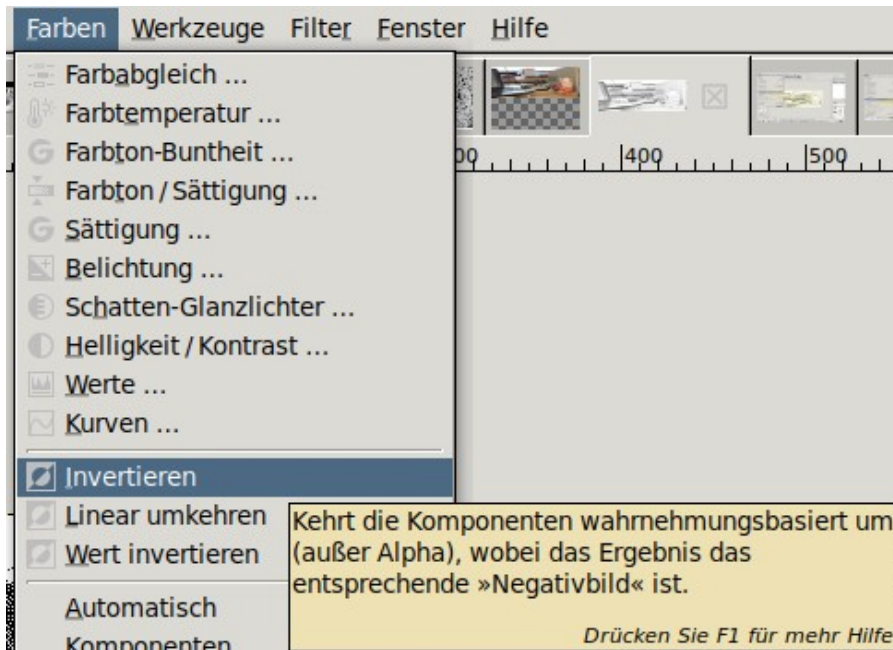 Farben Werkzeuge Filter Fenster Hilfe
Farbabgleich ...
Farbtemperatur ...
Farbton-Buntheit ...
Farbton / Sättigung ...
Sättigung ...
Belichtung ...
Schatten-Glanzlichter ...
Helligkeit / Kontrast ...
Werte ...
Kurven ...
400 500
Invertieren
Linear umkehren
Wert invertieren
Automatisch
Komponenten
Kehrt die Komponenten wahrnehmungsbasiert um
(außer Alpha), wobei das Ergebnis das
entsprechende »Negativbild« ist.
Drücken Sie F1 für mehr Hilfe